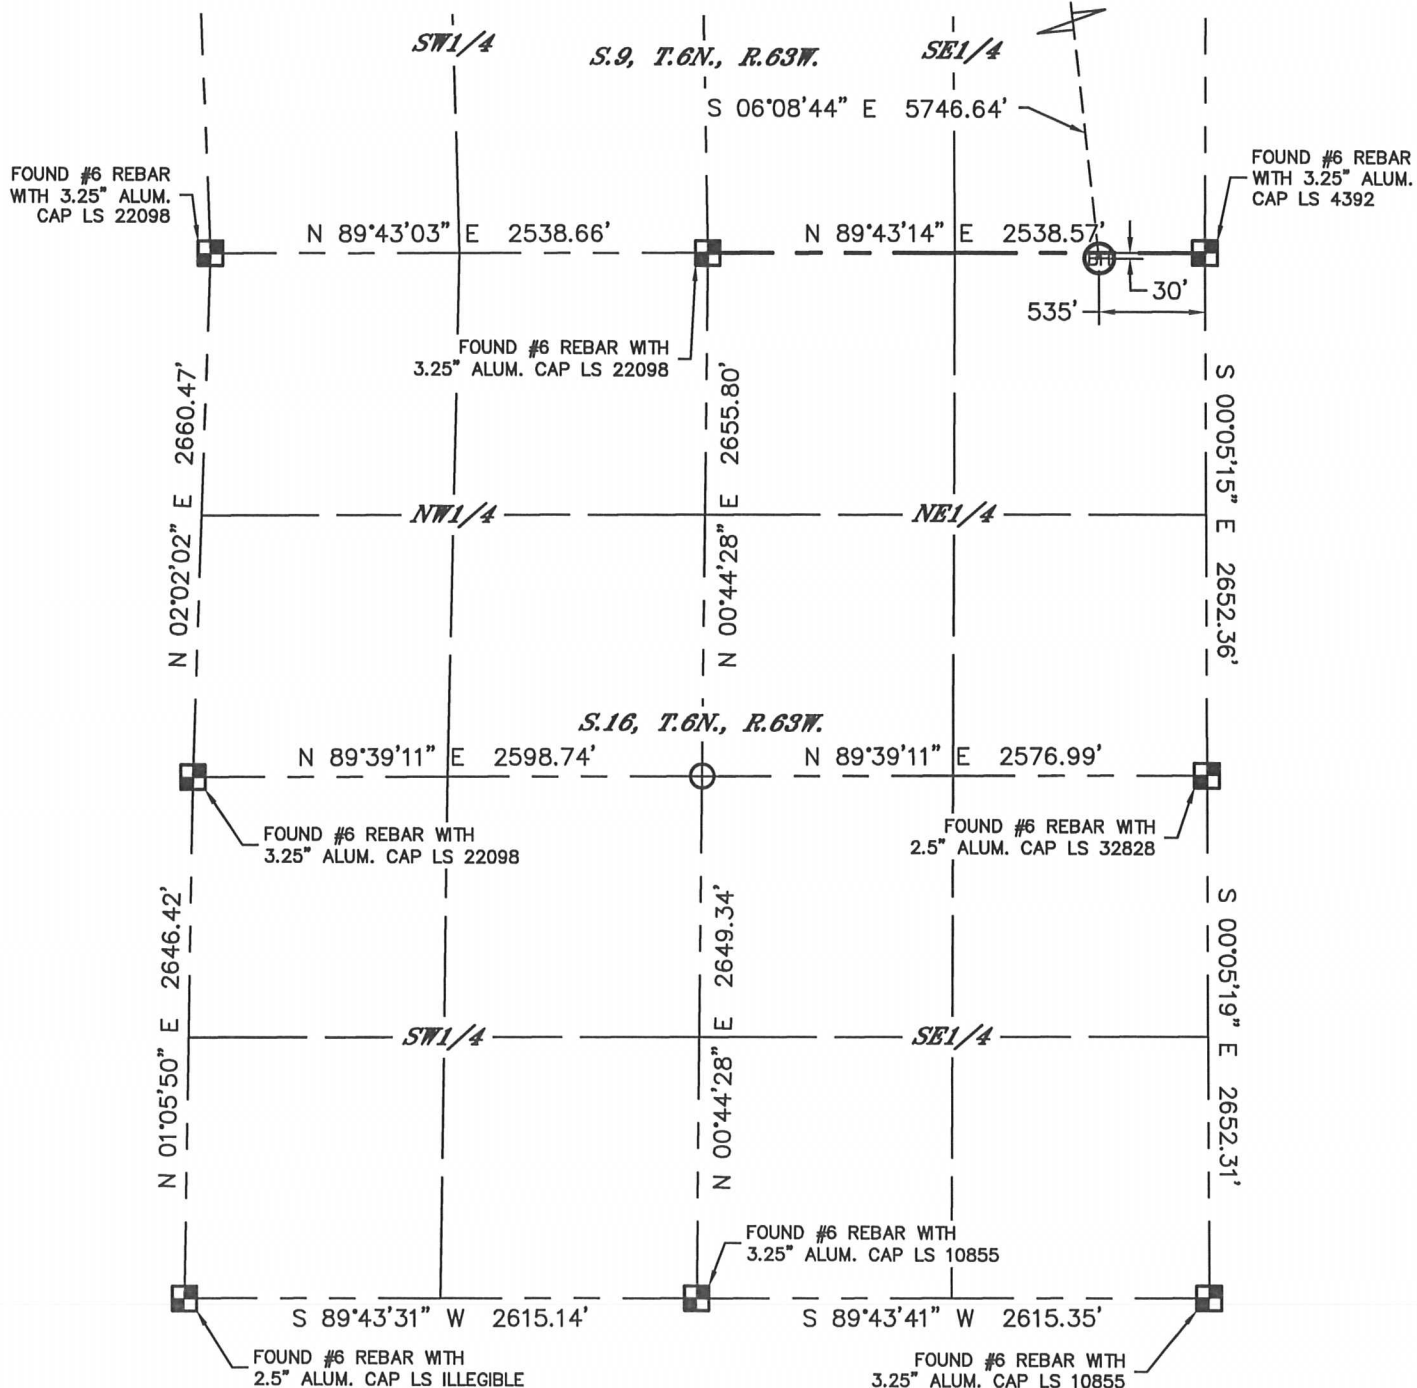 SW1/4
S.9, T.6N., R.63W.
SE1/4
S 06°08'44" E 5746.64'
FOUND #6 REBAR
WITH 3.25" ALUM.
CAP LS 22098
FOUND #6 REBAR
WITH 3.25" ALUM.
CAP LS 4392
N 89°43'03" E 2538.66'
N 89°43'14" E 2538.57'
BH
30'
535'
FOUND #6 REBAR WITH
3.25" ALUM. CAP LS 22098
N 02°02'02" E 2660.47'
N 00°44'28" E 2655.80'
S 00°05'15" E 2652.36'
NW1/4
NE1/4
S.16, T.6N., R.63W.
N 89°39'11" E 2598.74'
N 89°39'11" E 2576.99'
FOUND #6 REBAR WITH
3.25" ALUM. CAP LS 22098
FOUND #6 REBAR WITH
2.5" ALUM. CAP LS 32828
N 01°05'50" E 2646.42'
N 00°44'28" E 2649.34'
S 00°05'19" E 2652.31'
SW1/4
SE1/4
FOUND #6 REBAR WITH
3.25" ALUM. CAP LS 10855
S 89°43'31" W 2615.14'
S 89°43'41" W 2615.35'
FOUND #6 REBAR WITH
2.5" ALUM. CAP LS ILLEGIBLE
FOUND #6 REBAR WITH
3.25" ALUM. CAP LS 10855